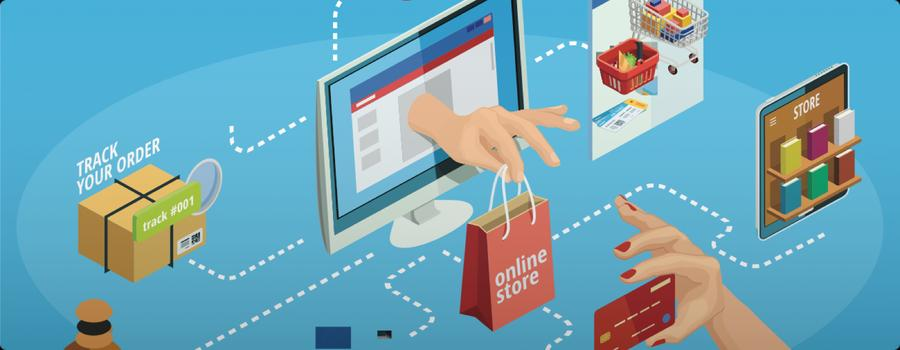 TRACK
YOUR ORDER
track #001
online
store
STORE